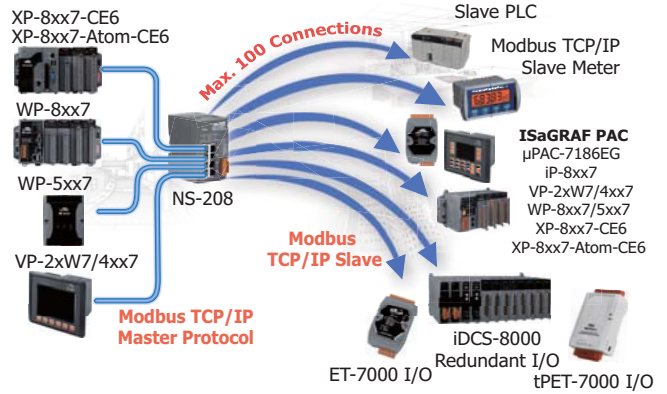 XP-8xx7-CE6
XP-8xx7-Atom-CE6
WP-8xx7
WP-5xx7
VP-2xW7/4xx7
NS-208
Max. 100 Connections
Modbus TCP/IP
Master Protocol
Modbus
TCP/IP Slave
Slave PLC
Modbus TCP/IP
Slave Meter
ISaGRAF PAC
µPAC-7186EG
iP-8xx7
VP-2xW7/4xx7
WP-8xx7/5xx7
XP-8xx7-CE6
XP-8xx7-Atom-CE6
iDCS-8000
Redundant I/O
ET-7000 I/O
tPET-7000 I/O